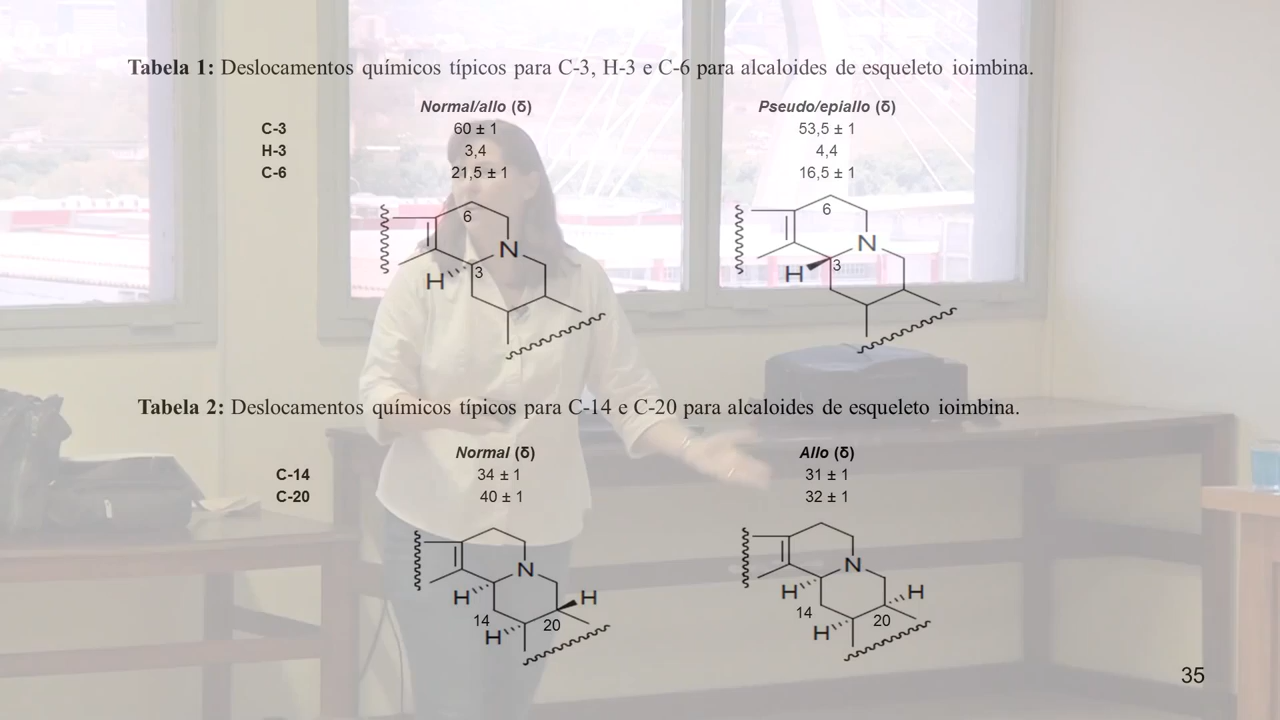 Tabela 1: Deslocamentos químicos típicos para C-3, H-3 e C-6 para alcaloides de esqueleto ioimbina.
Normal/allo (δ) Pseudo/epiallo (δ)
C-3 60 ± 1 53,5 ± 1
H-3 3,4 4,4
C-6 21,5 ± 1 16,5 ± 1
6 6
N N
H 3 H 3
Tabela 2: Deslocamentos químicos típicos para C-14 e C-20 para alcaloides de esqueleto ioimbina.
Normal (δ) Allo (δ)
C-14 34 ± 1 31 ± 1
C-20 40 ± 1 32 ± 1
N N
H H H H
14 20 14 20
H H
35